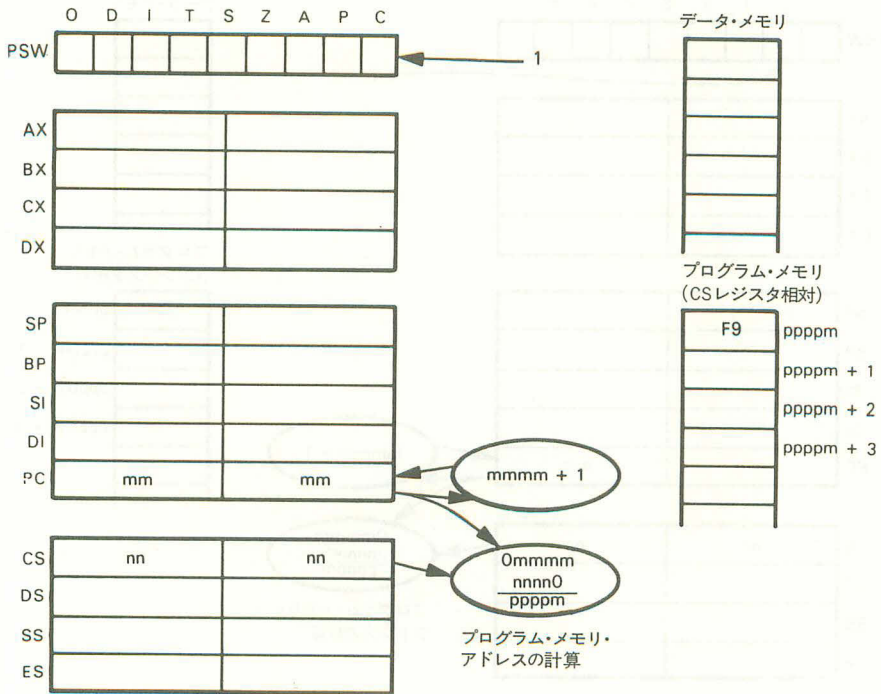 O D I T S Z A P C
PSW
1
AX
BX
CX
DX
SP
BP
SI
DI
PC mm mm
mmmm + 1
CS nn nn
DS
SS
ES
0mmmm
nnnn0
ppppm
プログラム・メモリ・
アドレスの計算
データ・メモリ
プログラム・メモリ
(CSレジスタ相対)
F9 ppppm
ppppm + 1
ppppm + 2
ppppm + 3